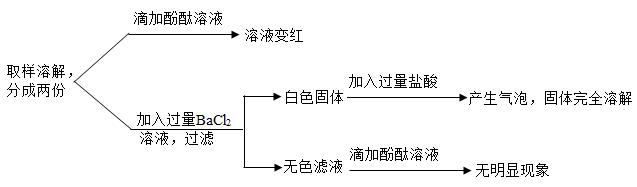 滴加酚酞溶液
溶液变红
取样溶解，
分成两份
加入过量BaCl₂
溶液，过滤
白色固体
加入过量盐酸
产生气泡，固体完全溶解
无色滤液
滴加酚酞溶液
无明显现象